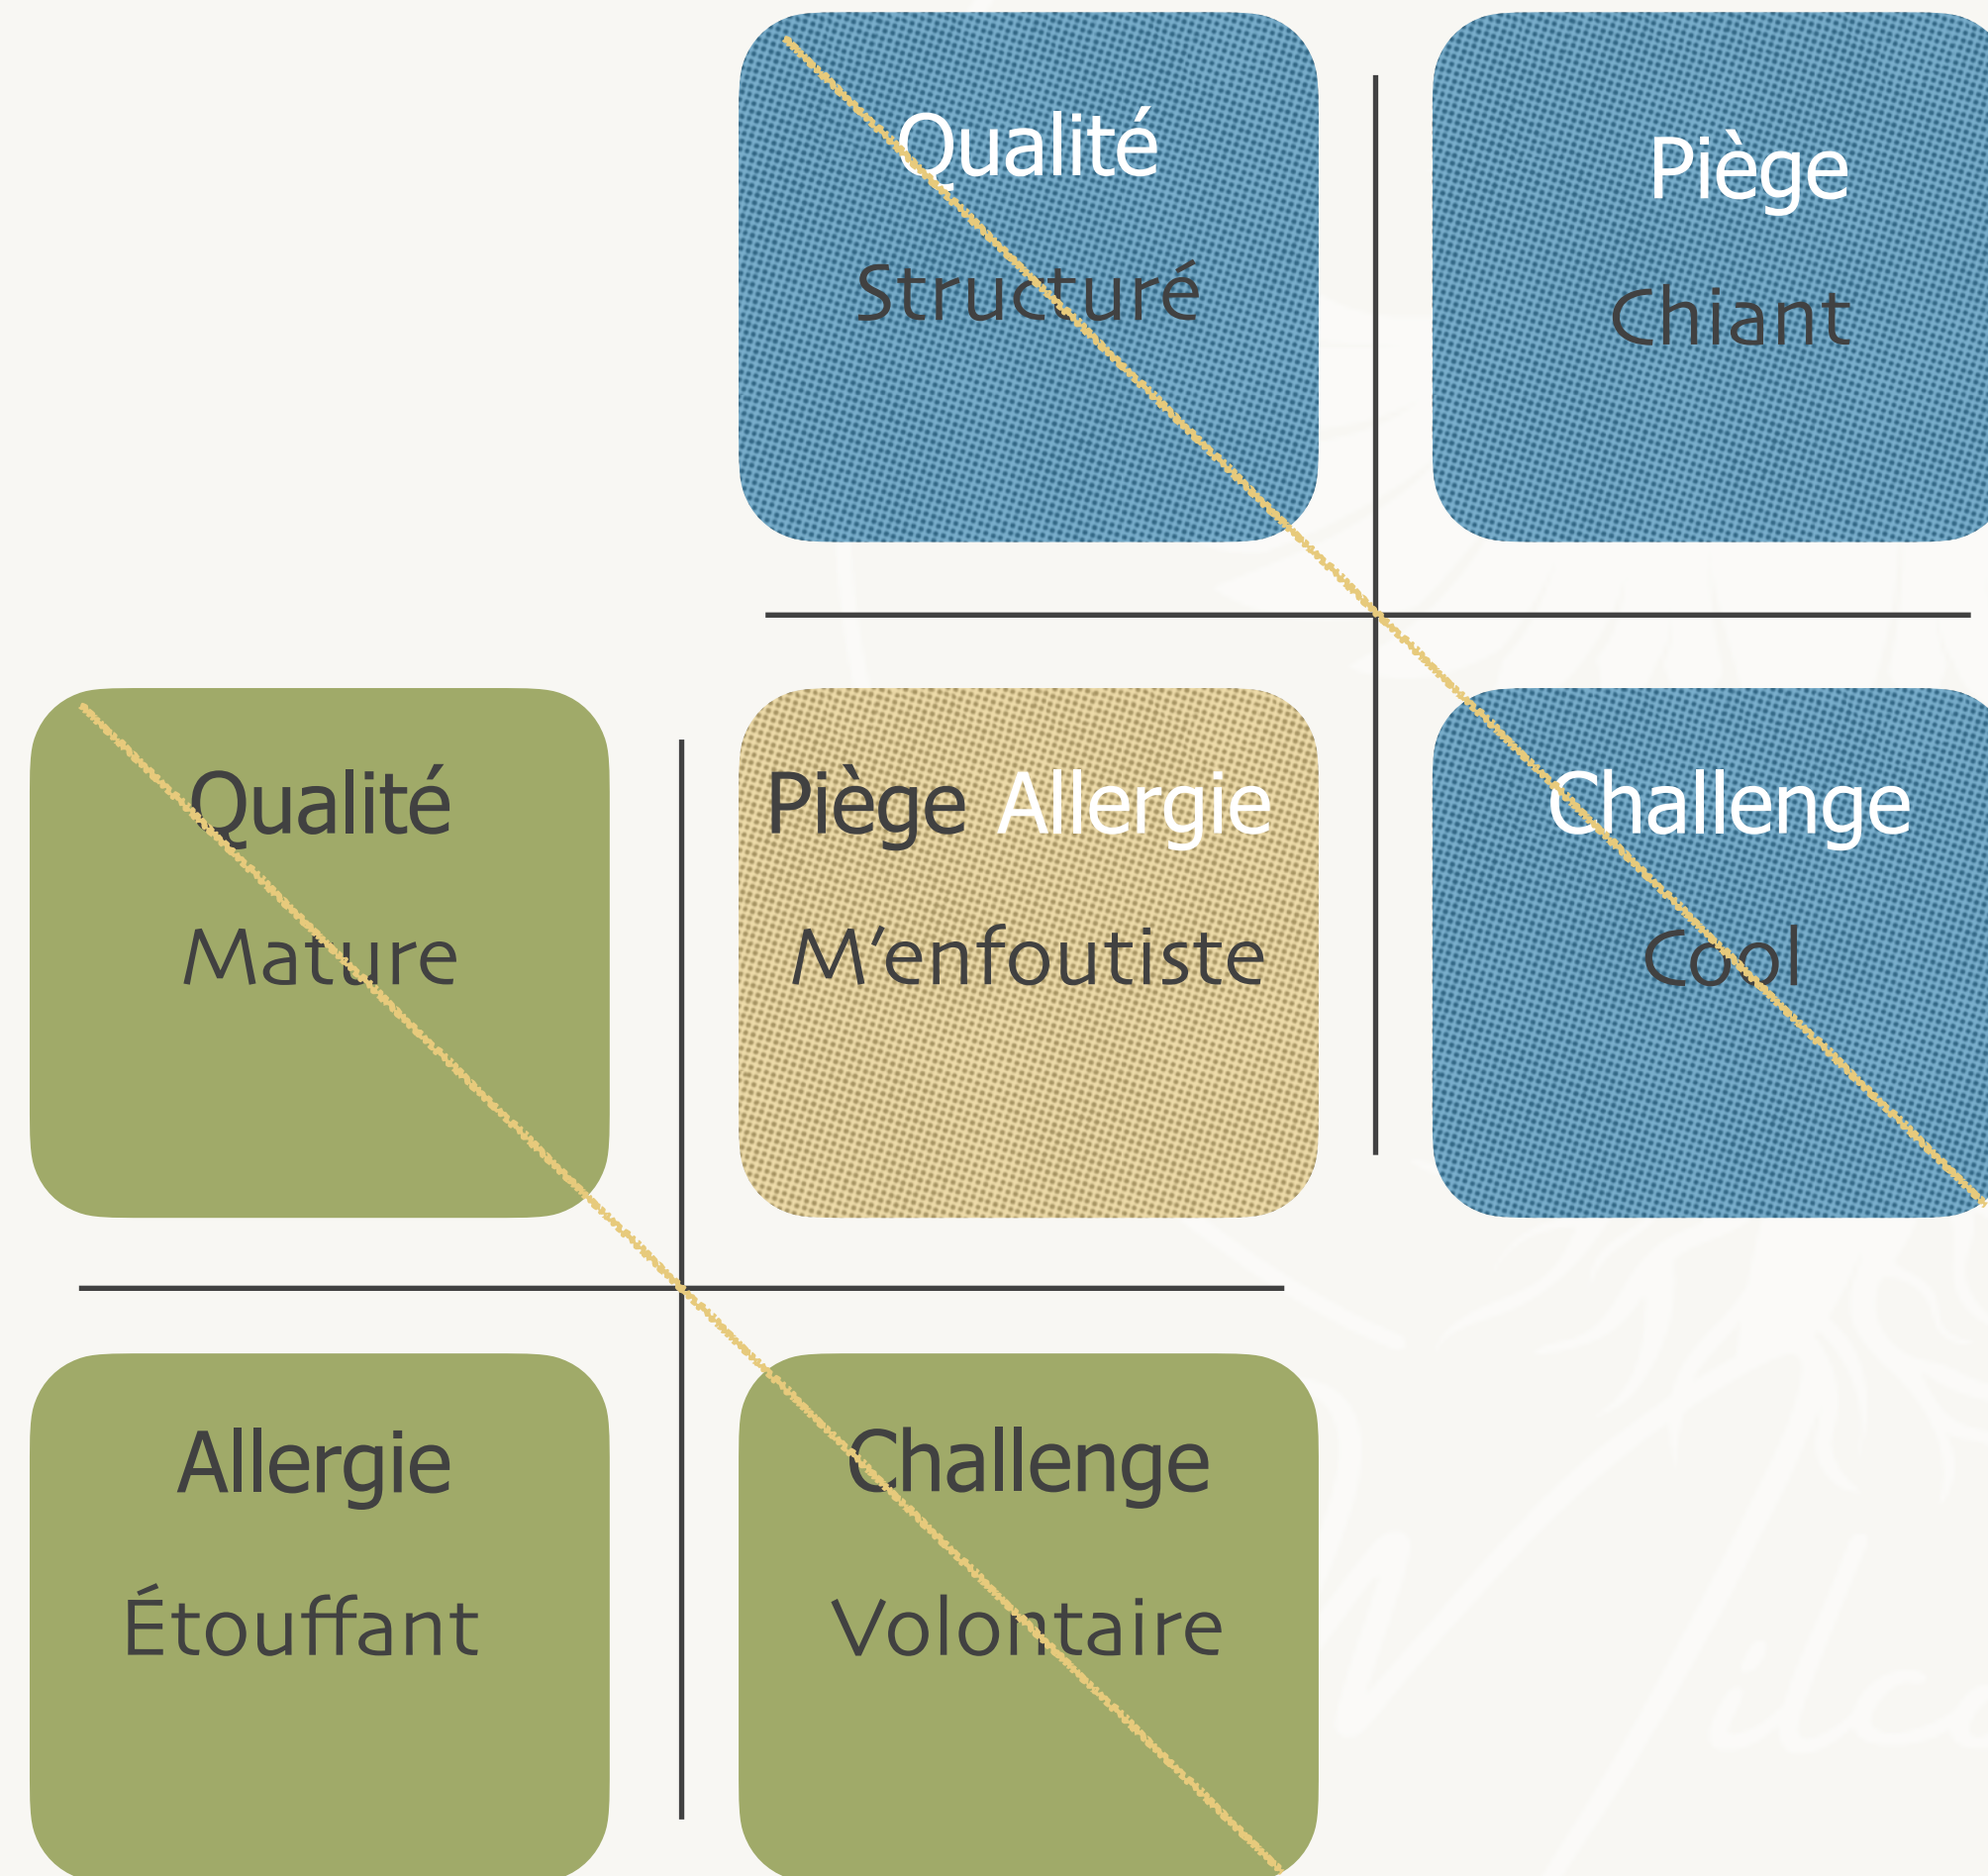 Qualité
Structuré
Piège
Chiant
Qualité
Mature
Piège Allergie
M'enfoutiste
Challenge
Cool
Allergie
Étouffant
Challenge
Volontaire